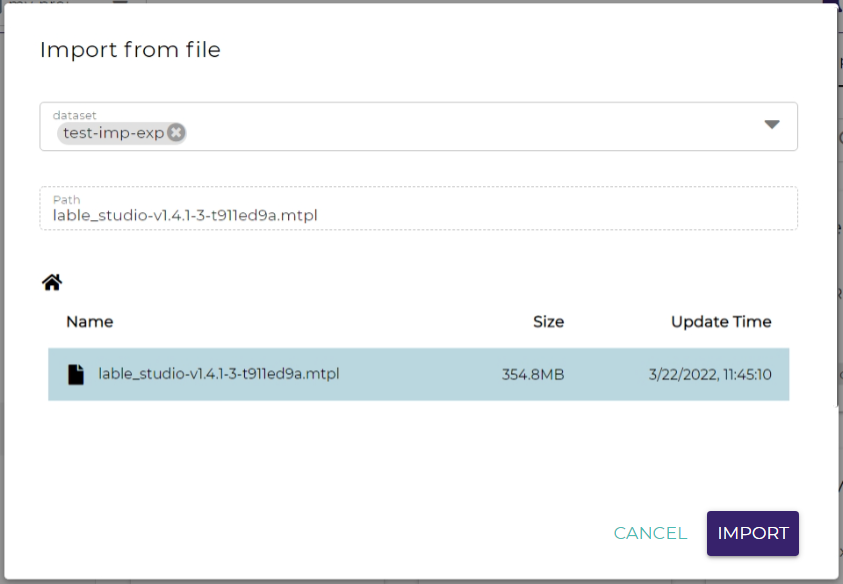 Import from file
dataset
test-imp-exp
Path
lable_studio-v1.4.1-3-t911ed9a.mtpl
Name Size Update Time
lable_studio-v1.4.1-3-t911ed9a.mtpl 354.8MB 3/22/2022, 11:45:10
CANCEL IMPORT